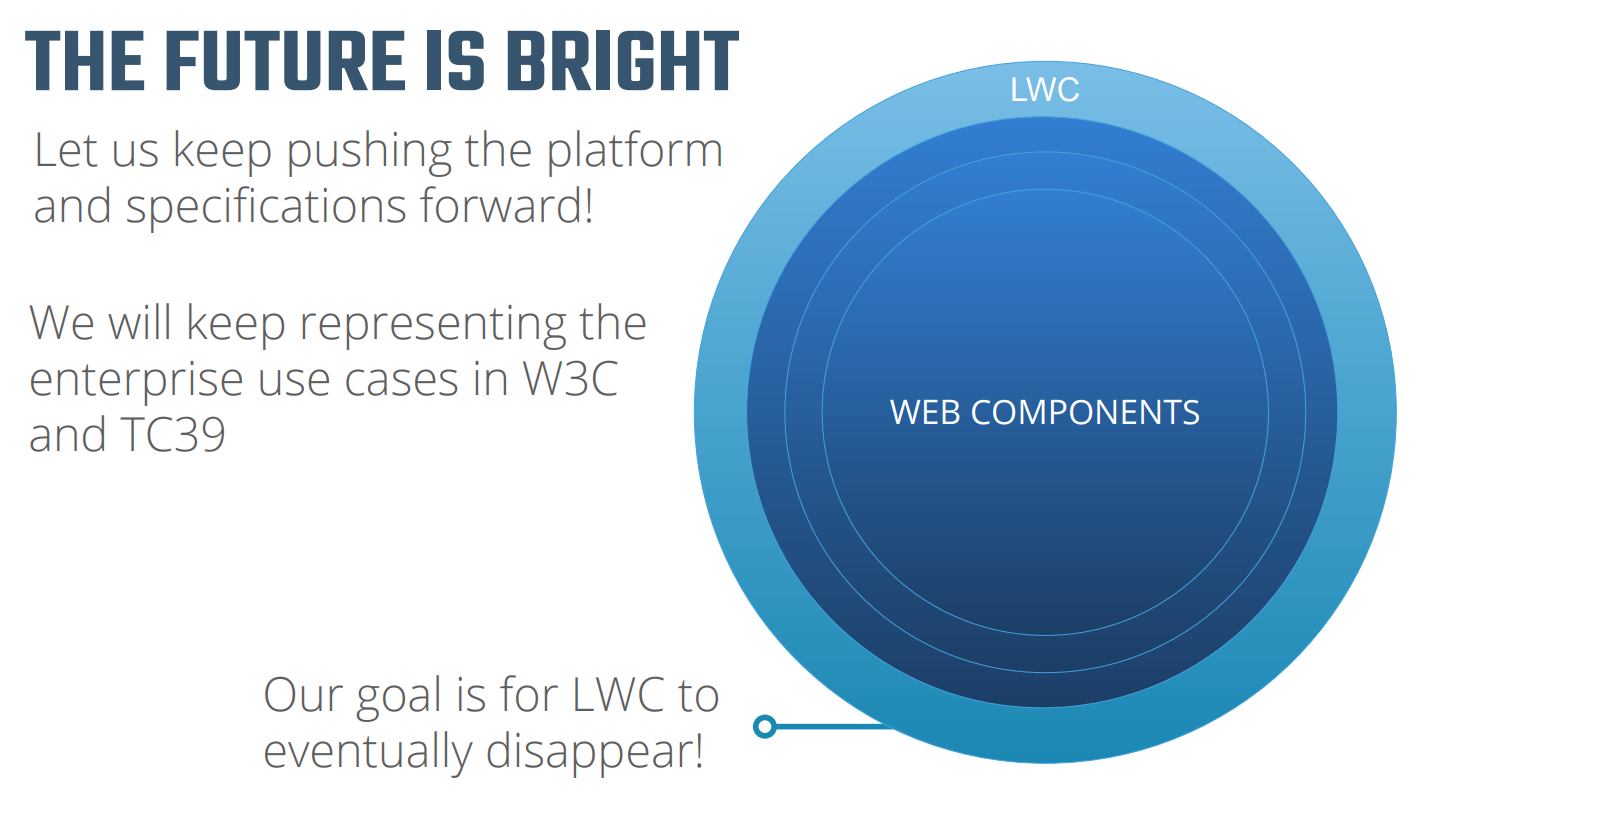 THE FUTURE IS BRIGHT
Let us keep pushing the platform
and specifications forward!
We will keep representing the
enterprise use cases in W3C
and TC39
Our goal is for LWC to
eventually disappear!
LWC
WEB COMPONENTS